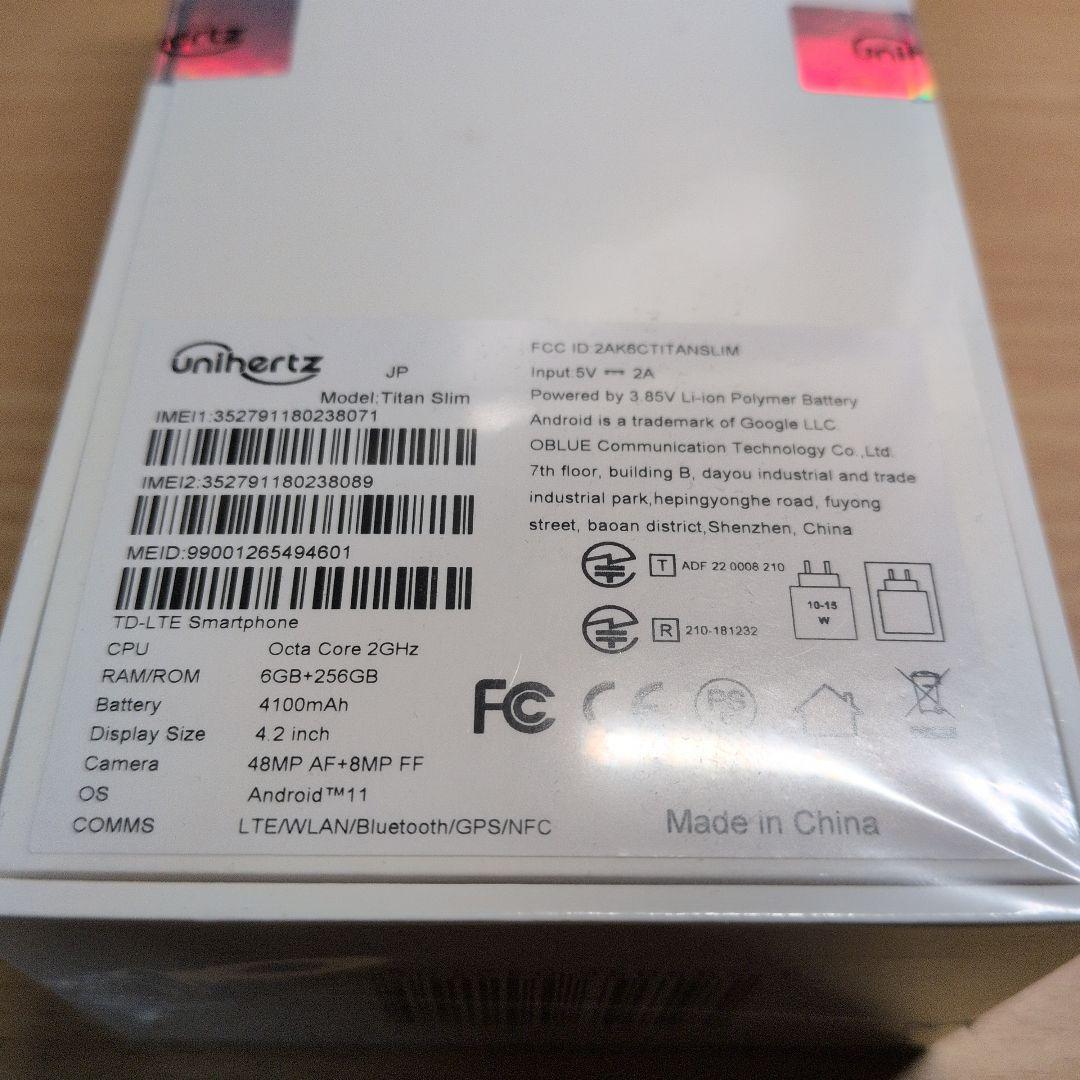 unihertz
JP
Model:Titan Slim
IMEI1:352791180238071
IMEI2:352791180238089
MEID:99001265494601
TD-LTE Smartphone
CPU Octa Core 2GHz
RAM/ROM 6GB+256GB
Battery 4100mAh
Display Size 4.2 inch
Camera 48MP AF+8MP FF
OS Android™11
COMMS LTE/WLAN/Bluetooth/GPS/NFC
FCC ID:2AK6CTITANSLIM
Input:5V ⎓ 2A
Powered by 3.85V Li-ion Polymer Battery
Android is a trademark of Google LLC.
OBLUE Communication Technology Co.,Ltd.
7th floor, building B, dayou industrial and trade
industrial park,hepingyonghe road, fuyong
street, baoan district,Shenzhen, China
T ADF 22 0008 210
R 210-181232
10-15
W
FC CE PS E
Made in China